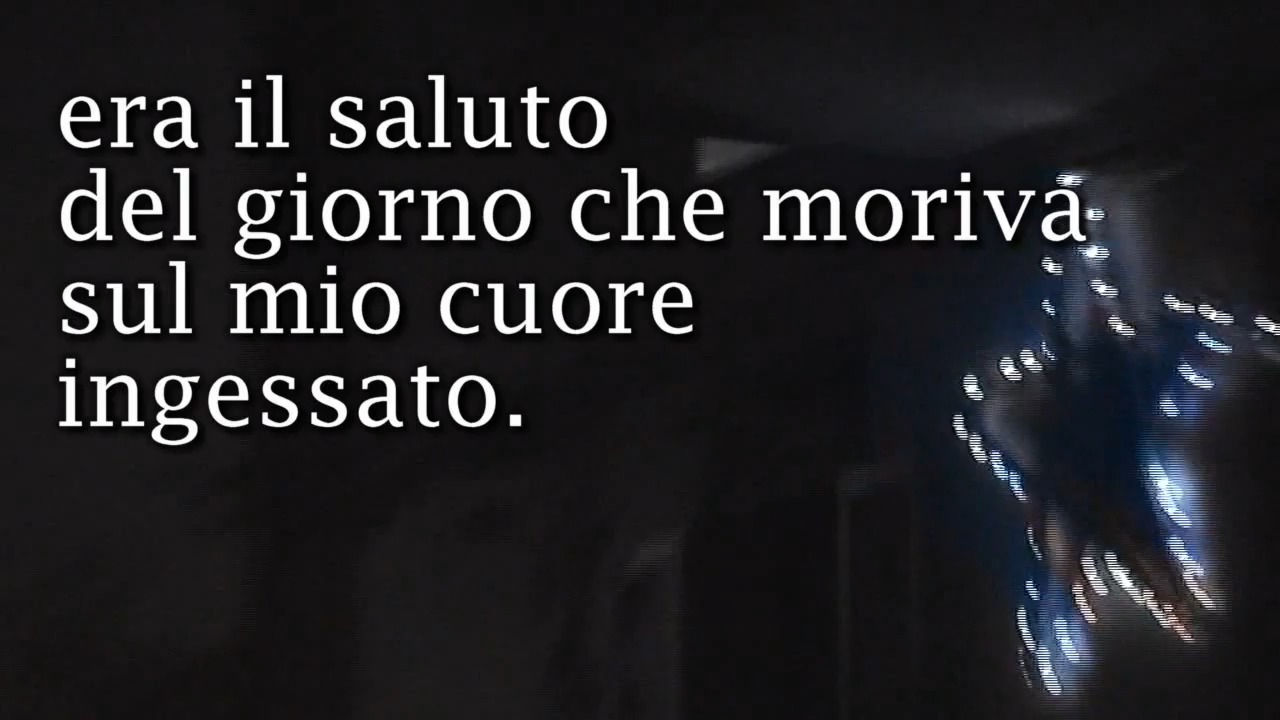 era il saluto
del giorno che moriva
sul mio cuore
ingessato.